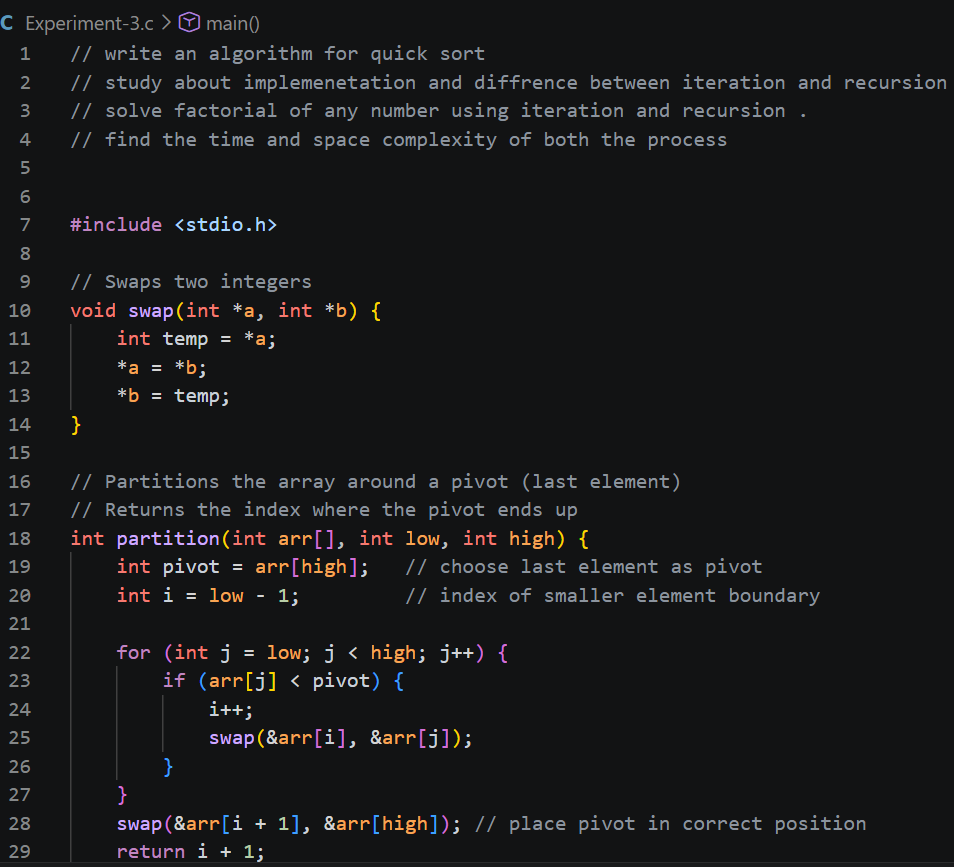 C Experiment-3.c > main()
1 // write an algorithm for quick sort
2 // study about implemenetation and diffrence between iteration and recursion
3 // solve factorial of any number using iteration and recursion .
4 // find the time and space complexity of both the process
5
6
7 #include <stdio.h>
8
9 // Swaps two integers
10 void swap(int *a, int *b) {
11     int temp = *a;
12     *a = *b;
13     *b = temp;
14 }
15
16 // Partitions the array around a pivot (last element)
17 // Returns the index where the pivot ends up
18 int partition(int arr[], int low, int high) {
19     int pivot = arr[high];   // choose last element as pivot
20     int i = low - 1;         // index of smaller element boundary
21
22     for (int j = low; j < high; j++) {
23         if (arr[j] < pivot) {
24             i++;
25             swap(&arr[i], &arr[j]);
26         }
27     }
28     swap(&arr[i + 1], &arr[high]); // place pivot in correct position
29     return i + 1;